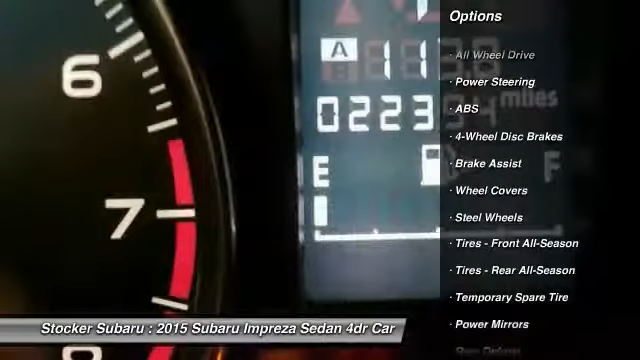 Options
· All Wheel Drive
· Power Steering
· ABS
· 4-Wheel Disc Brakes
· Brake Assist
· Wheel Covers
· Steel Wheels
· Tires - Front All-Season
· Tires - Rear All-Season
· Temporary Spare Tire
· Power Mirrors
6
7
8
A
11
0223
miles
E F
Stocker Subaru : 2015 Subaru Impreza Sedan 4dr Car